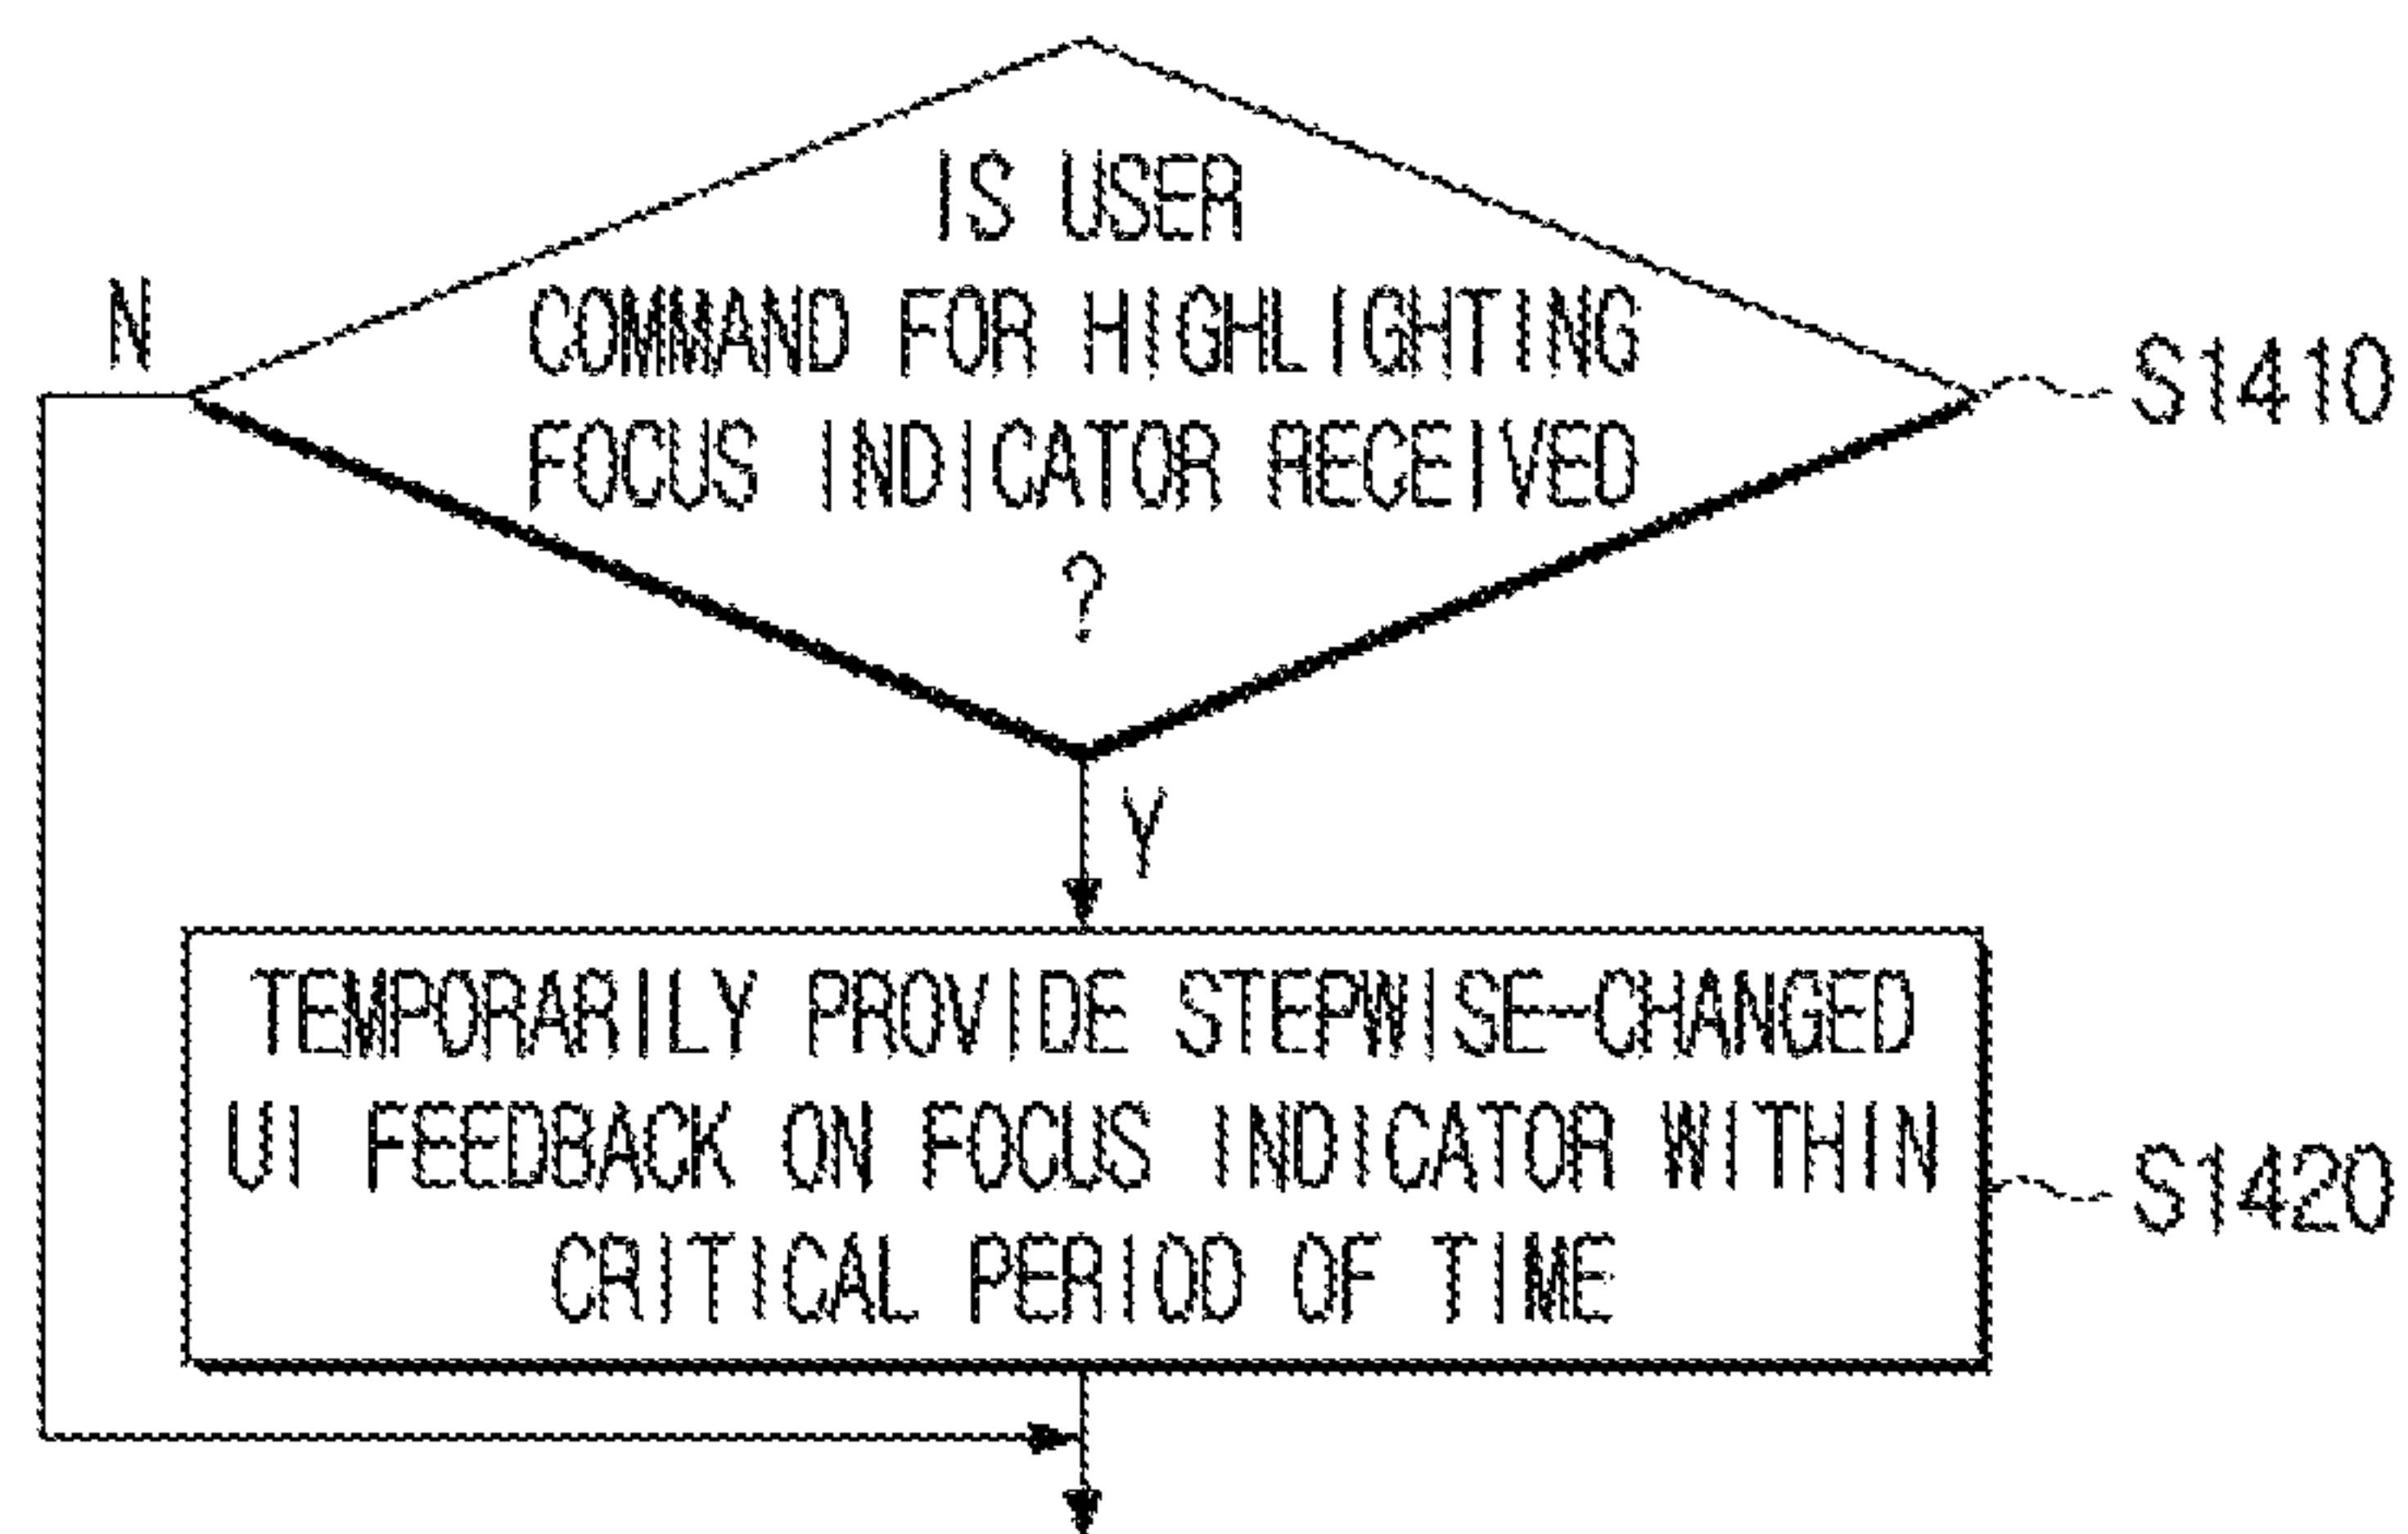 IS USER
COMMAND FOR HIGHLIGHTING
FOCUS INDICATOR RECEIVED
?
N
S1410
Y
TEMPORARILY PROVIDE STEPWISE-CHANGED
UI FEEDBACK ON FOCUS INDICATOR WITHIN
CRITICAL PERIOD OF TIME
S1420